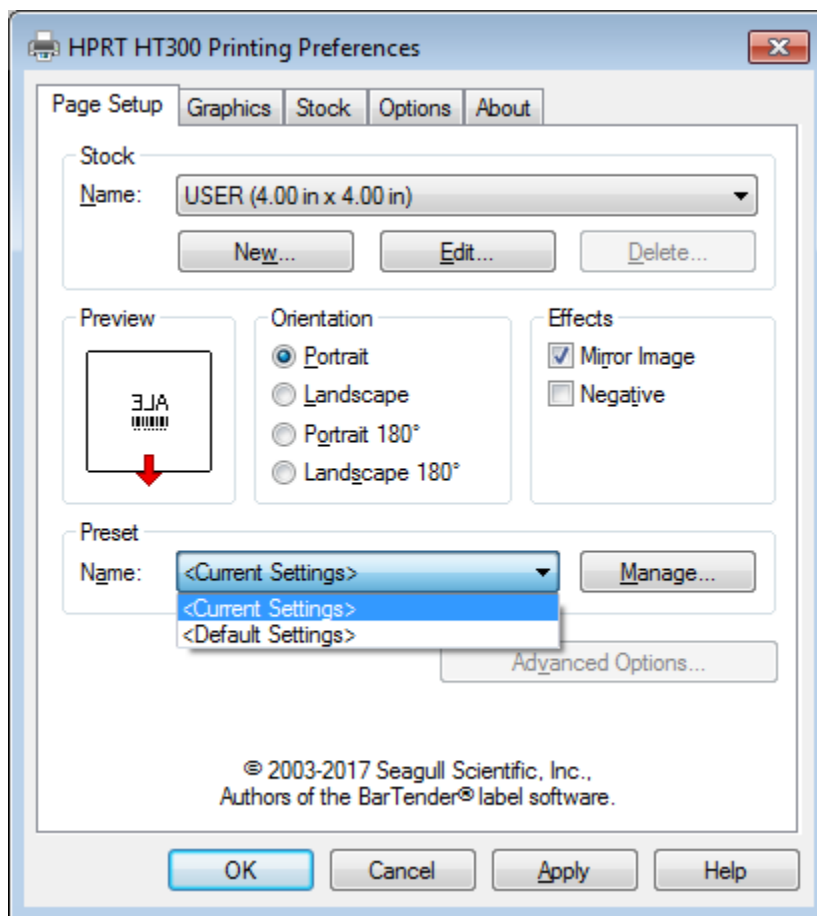 HPRT HT300 Printing Preferences
Page Setup Graphics Stock Options About
Stock
Name: USER (4.00 in x 4.00 in)
New... Edit... Delete...
Preview Orientation Effects
Portrait Mirror Image
ALE Landscape Negative
Portrait 180°
Landscape 180°
Preset
Name: <Current Settings> Manage...
<Current Settings>
<Default Settings>
Advanced Options...
© 2003-2017 Seagull Scientific, Inc.,
Authors of the BarTender® label software.
OK Cancel Apply Help